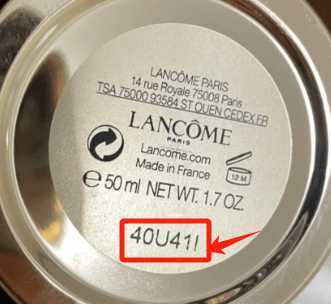 LANCÔME PARIS
14 rue Royale 75008 Paris
TSA 75000 93584 ST OUEN CEDEX.FR
LANCÔME
PARIS
Lancome.com
Made in France
12 M
e 50 ml NET WT. 1.7 OZ.
40U41I